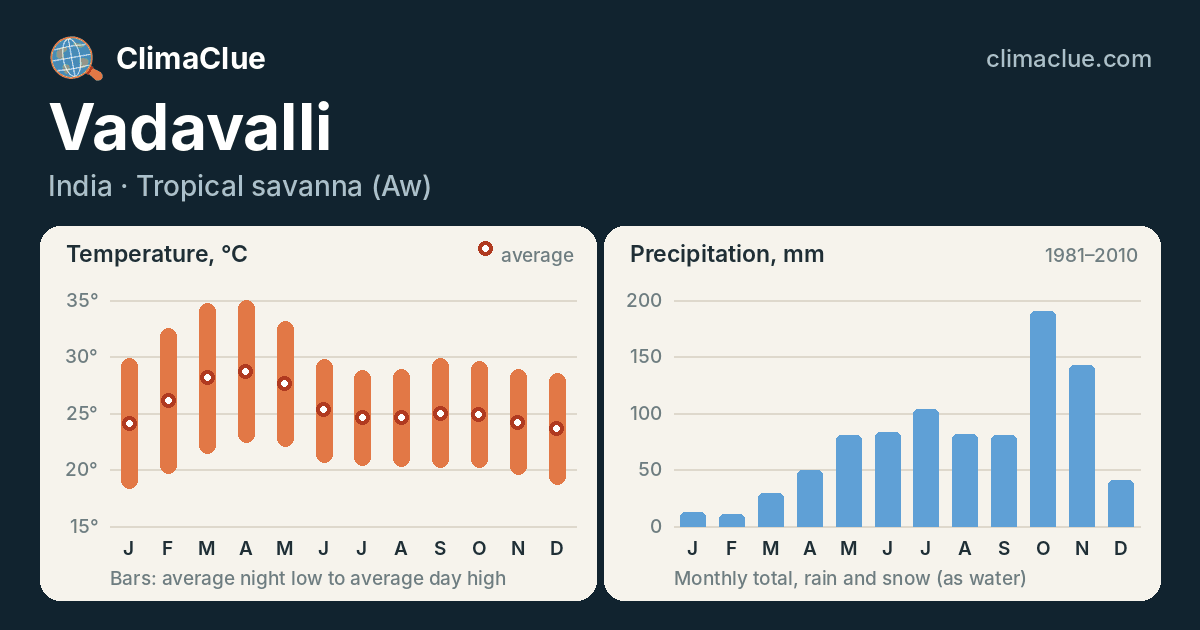 ClimaClue
climaclue.com
Vadavalli
India · Tropical savanna (Aw)
Temperature, °C
average
35°
30°
25°
20°
15°
J F M A M J J A S O N D
Bars: average night low to average day high
Precipitation, mm
1981–2010
200
150
100
50
0
J F M A M J J A S O N D
Monthly total, rain and snow (as water)